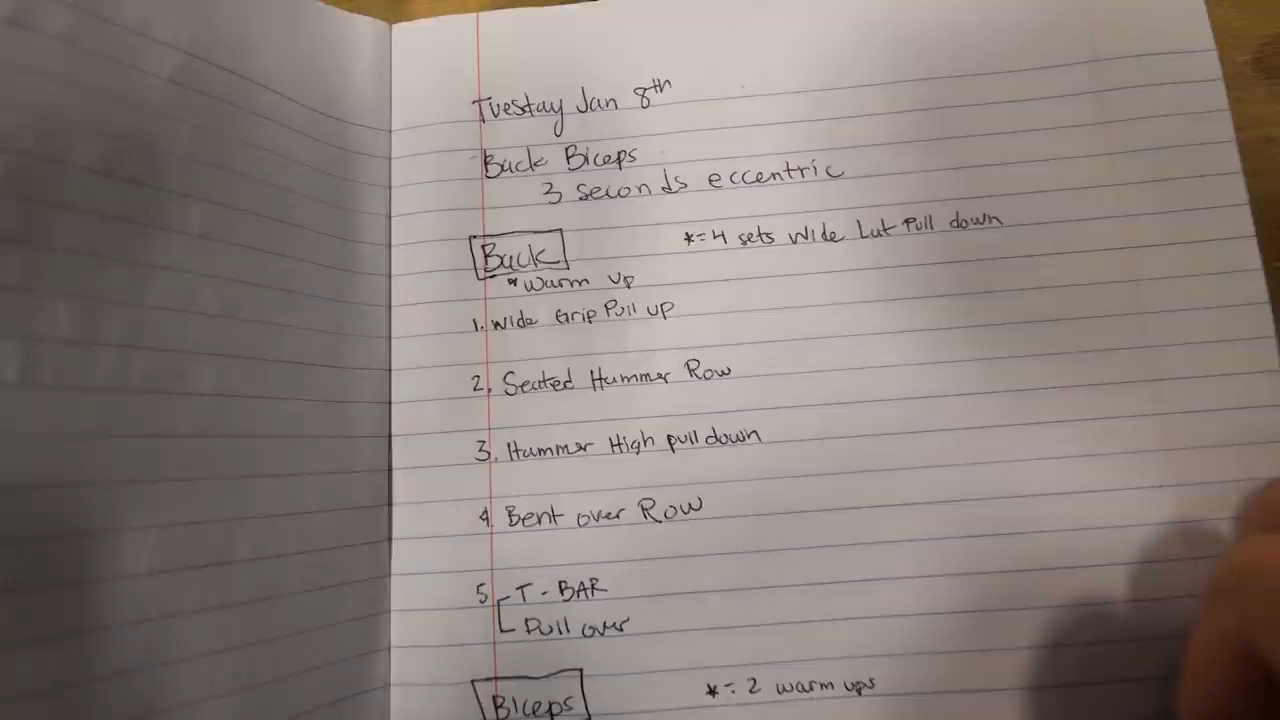 Tuesday Jan 8th
Back Biceps
3 seconds eccentric
Back
*=4 sets Wide Lat Pull down
*Warm up
1. Wide Grip Pull up
2. Seated Hammer Row
3. Hammer High pull down
4. Bent over Row
5 T-BAR
Pull over
Biceps
*= 2 warm ups